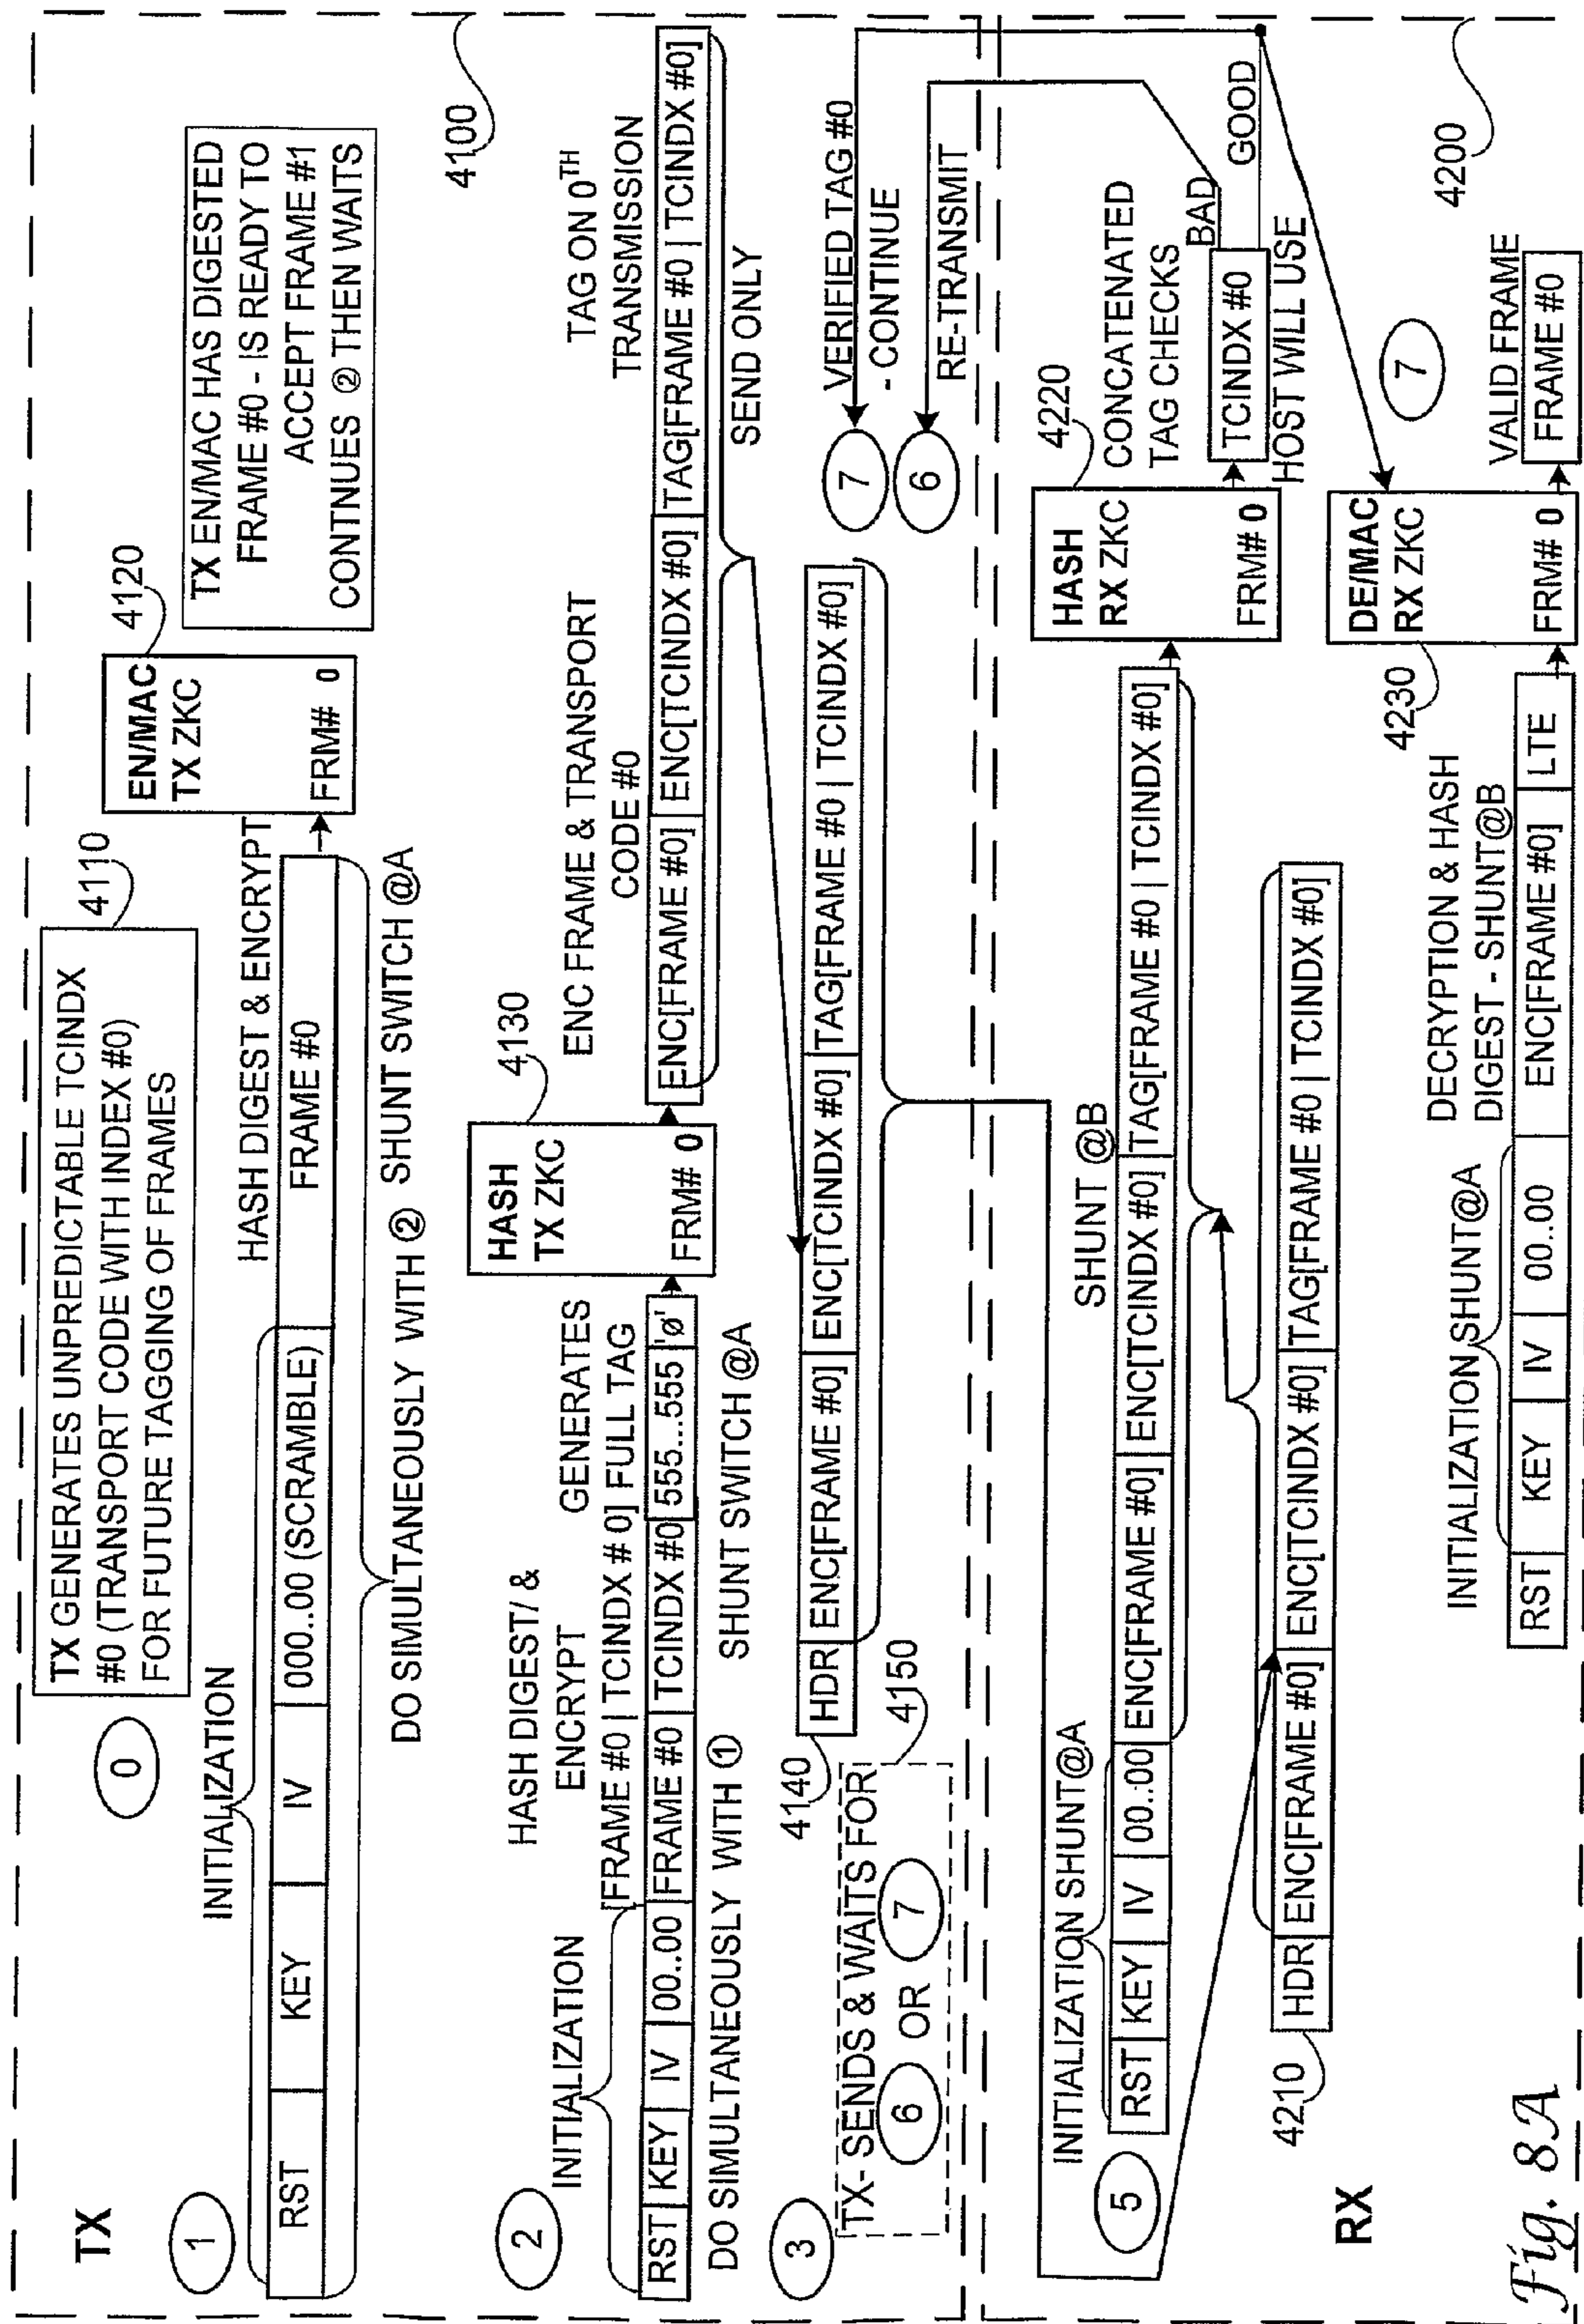 TX
0
TX GENERATES UNPREDICTABLE TCINDX
#0 (TRANSPORT CODE WITH INDEX #0)
FOR FUTURE TAGGING OF FRAMES
4110
1
INITIALIZATION
HASH DIGEST & ENCRYPT
RST KEY IV 000..00 (SCRAMBLE) FRAME #0
DO SIMULTANEOUSLY WITH ② SHUNT SWITCH @A
EN/MAC
TX ZKC
FRM# 0
4120
TX EN/MAC HAS DIGESTED
FRAME #0 - IS READY TO
ACCEPT FRAME #1
CONTNUES ② THEN WAITS
4100
2
INITIALIZATION
HASH DIGEST/ &
ENCRYPT
GENERATES
[FRAME #0 | TCINDX # 0] FULL TAG
RST KEY IV 00..00 FRAME #0 TCINDX #0 555...555 'ø'
DO SIMULTANEOUSLY WITH ①
SHUNT SWITCH @A
HASH
TX ZKC
FRM# 0
4130
ENC FRAME & TRANSPORT
CODE #0
TAG ON 0TH
TRANSMISSION
ENC[FRAME #0] ENC[TCINDX #0] TAG[FRAME #0 | TCINDX #0]
SEND ONLY
3
TX- SENDS & WAITS FOR
6 OR 7
4150
4140
HDR ENC[FRAME #0] ENC[TCINDX #0] TAG[FRAME #0 | TCINDX #0]
7
VERIFIED TAG #0
- CONTINUE
6
RE-TRANSMIT
5
INITIALIZATION SHUNT@A
SHUNT @B
RST KEY IV 00..00 ENC[FRAME #0] ENC[TCINDX #0] TAG[FRAME #0 | TCINDX #0]
HASH
RX ZKC
FRM# 0
4220
CONCATENATED
TAG CHECKS
BAD
TCINDX #0
GOOD
HOST WILL USE
4200
4210
HDR ENC[FRAME #0] ENC[TCINDX #0] TAG[FRAME #0 | TCINDX #0]
RX
INITIALIZATION SHUNT@A
DECRYPTION & HASH
DIGEST - SHUNT@B
RST KEY IV 00..00 ENC[FRAME #0] LTE
4230
DE/MAC
RX ZKC
FRM# 0
7
VALID FRAME
FRAME #0
Fig. 8A